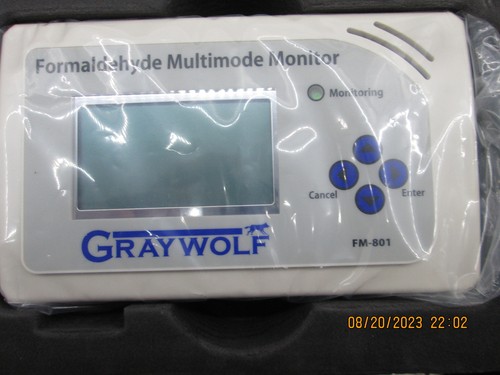 Formaldehyde Multimode Monitor
Monitoring
Cancel
Enter
GRAYWOLF
FM-801
08/20/2023 22:02